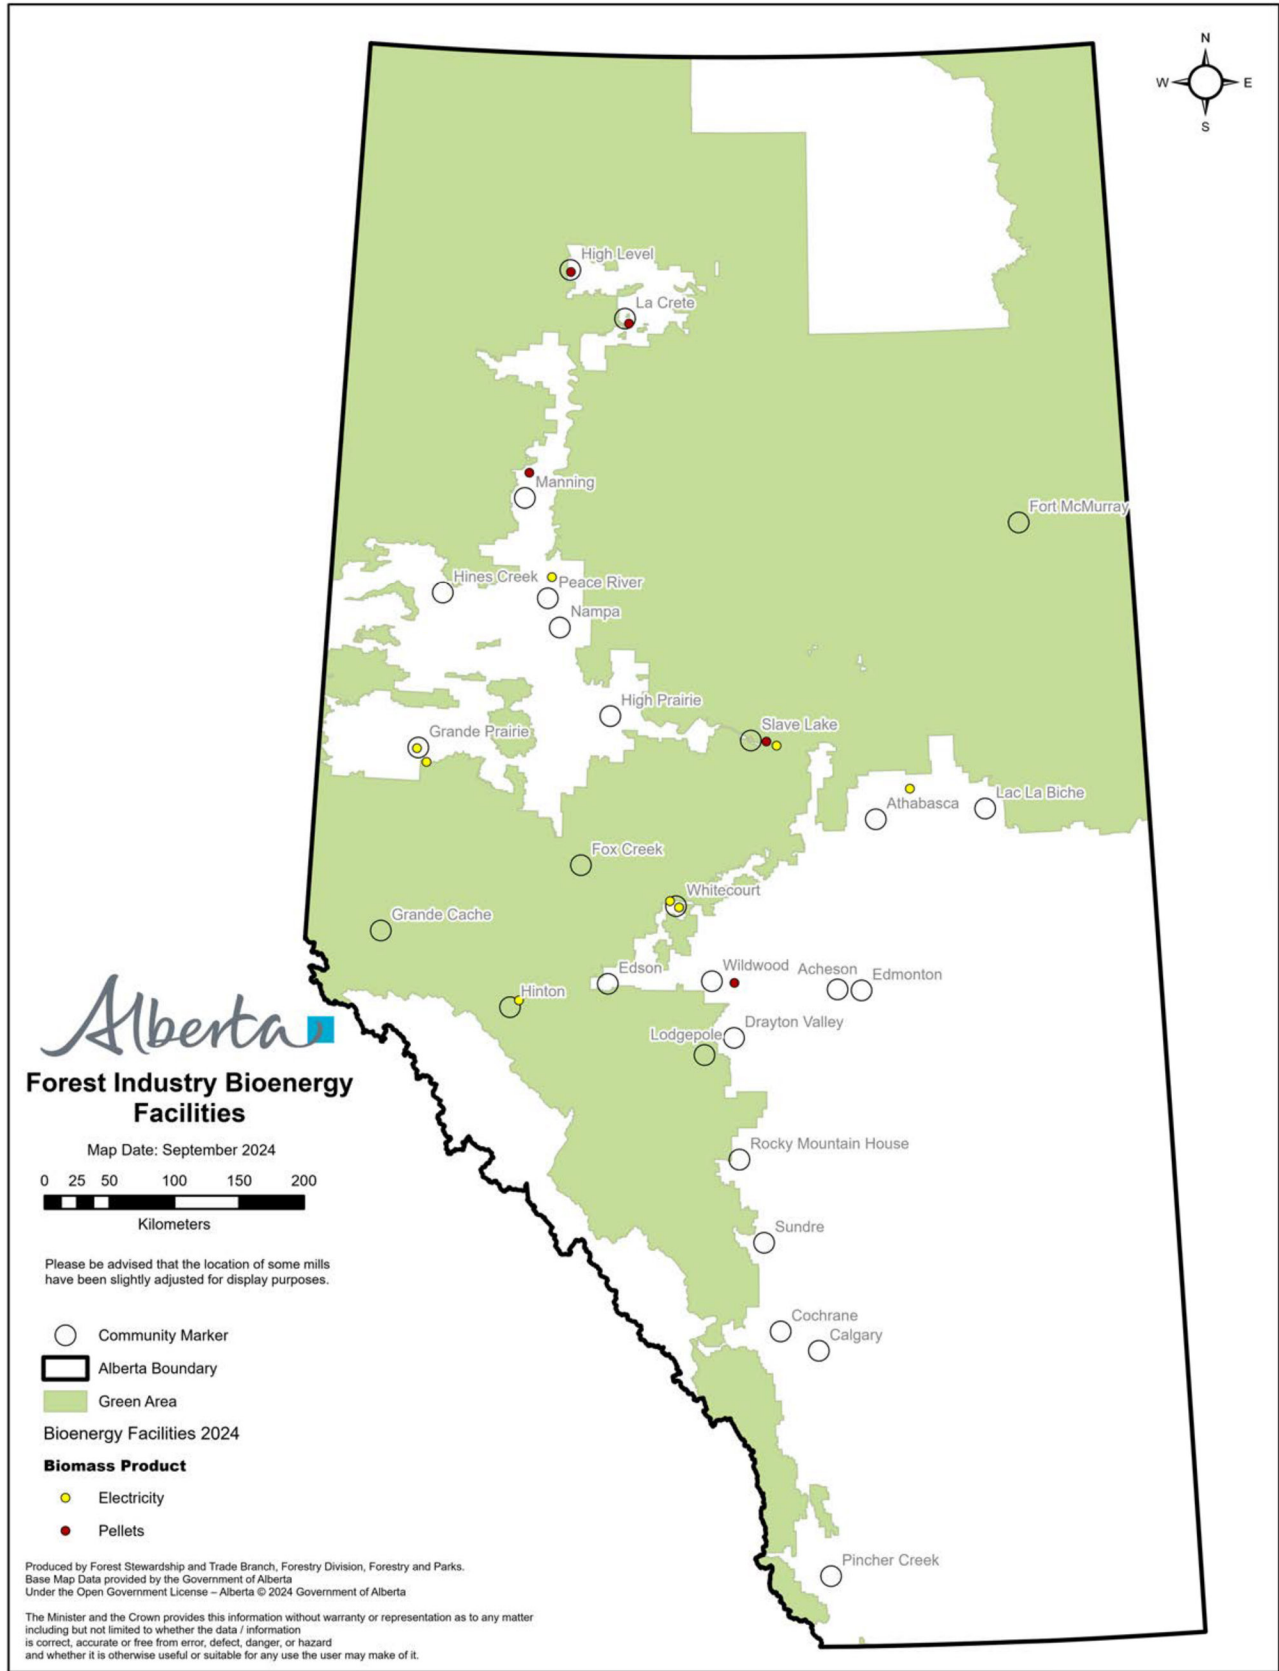 N
W E
S
High Level
La Crete
Manning
Fort McMurray
Hines Creek
Peace River
Nampa
High Prairie
Slave Lake
Grande Prairie
Lac La Biche
Athabasca
Fox Creek
Whitecourt
Grande Cache
Wildwood
Acheson
Edmonton
Edson
Hinton
Drayton Valley
Lodgepole
Rocky Mountain House
Sundre
Cochrane
Calgary
Pincher Creek
Alberta
Forest Industry Bioenergy
Facilities
Map Date: September 2024
0 25 50 100 150 200
Kilometers
Please be advised that the location of some mills
have been slightly adjusted for display purposes.
Community Marker
Alberta Boundary
Green Area
Bioenergy Facilities 2024
Biomass Product
Electricity
Pellets
Produced by Forest Stewardship and Trade Branch, Forestry Division, Forestry and Parks.
Base Map Data provided by the Government of Alberta
Under the Open Government License – Alberta © 2024 Government of Alberta
The Minister and the Crown provides this information without warranty or representation as to any matter
including but not limited to whether the data / information
is correct, accurate or free from error, defect, danger, or hazard
and whether it is otherwise useful or suitable for any use the user may make of it.